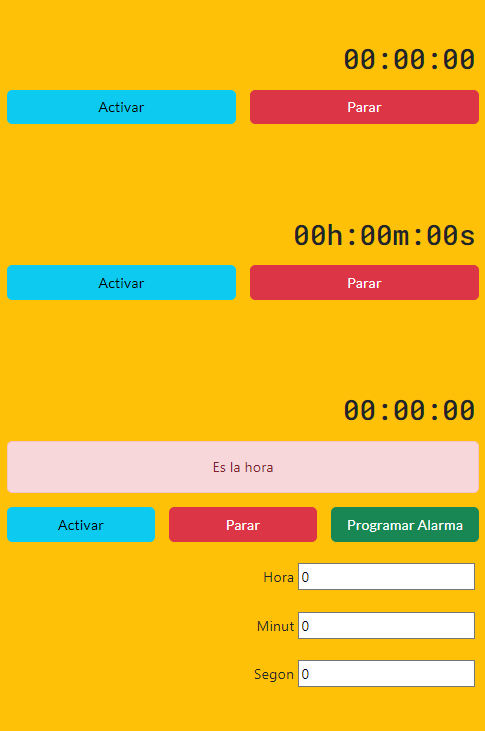 00:00:00
Activar Parar
00h:00m:00s
Activar Parar
00:00:00
Es la hora
Activar Parar Programar Alarma
Hora 0
Minut 0
Segon 0